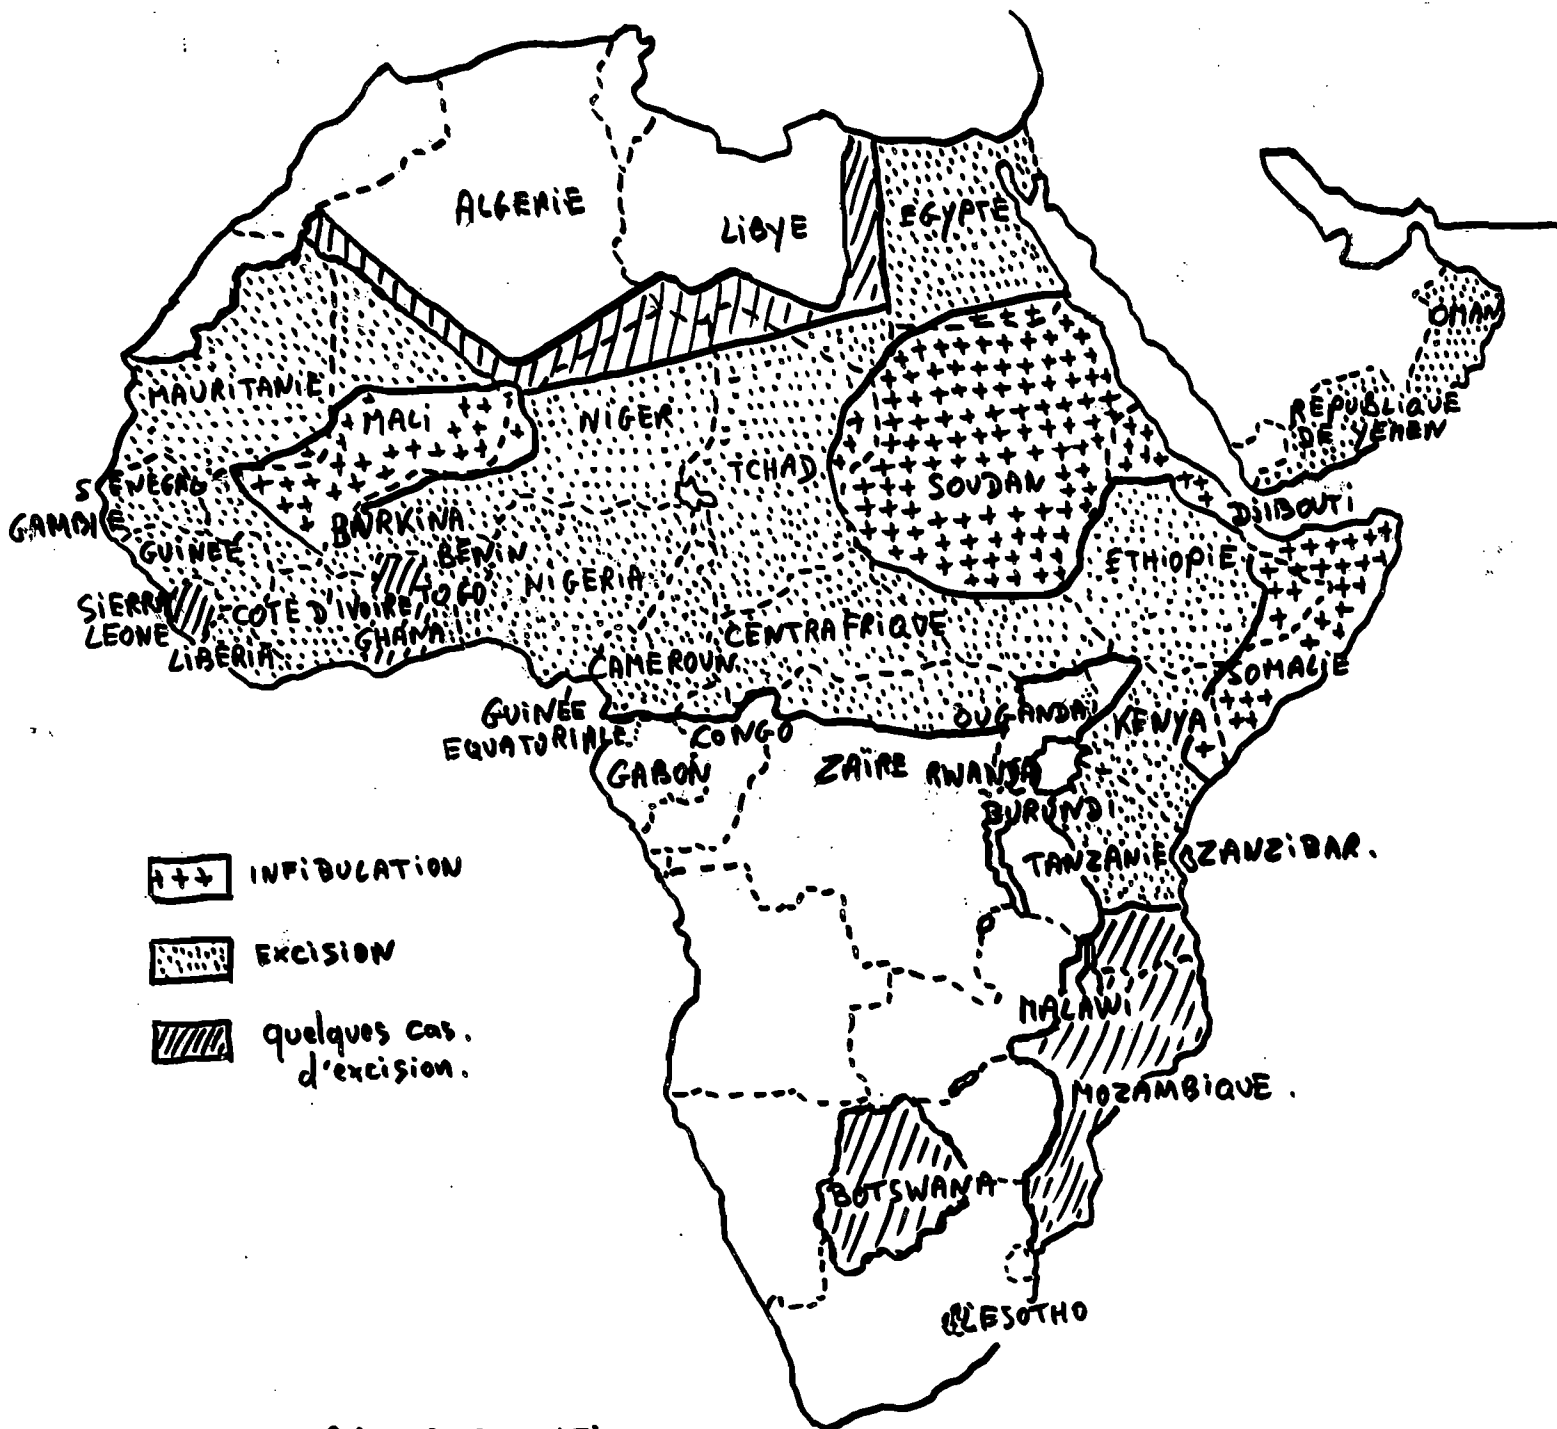 ALGERIE
LIBYE
EGYPTE
OMAN
MAURITANIE
MALI
NIGER
REPUBLIQUE
DE YEMEN
TCHAD
SOUDAN
SENEGAL
GAMBIE
BURKINA
DJIBOUTI
GUINEE
BENIN
NIGERIA
ETHIOPIE
TOGO
SIERRA
LEONE
COTE D'IVOIRE
GHANA
CENTRAFRIQUE
LIBERIA
CAMEROUN
SOMALIE
GUINÉE
EQUATORIALE
CONGO
OUGANDA
KENYA
GABON
ZAÏRE
RWANDA
BURUNDI
TANZANIE
ZANZIBAR.
+++ INFIBULATION
EXCISION
quelques cas.
d'excision.
MALAWI
MOZAMBIQUE.
BOTSWANA
LESOTHO